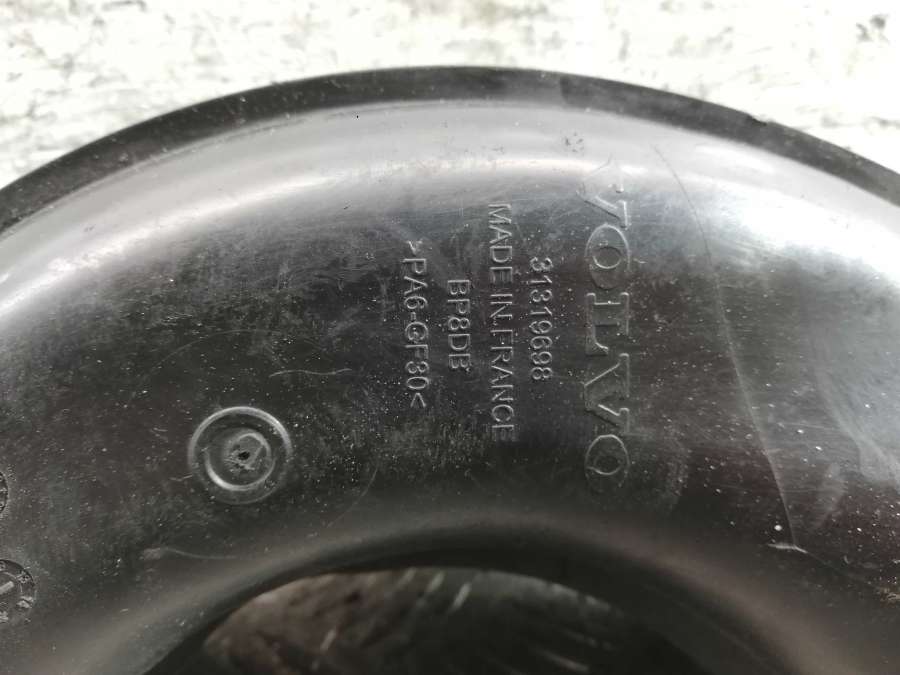 VOLVO
31319698
MADE IN FRANCE
BP8DB
>PA6-GF30<